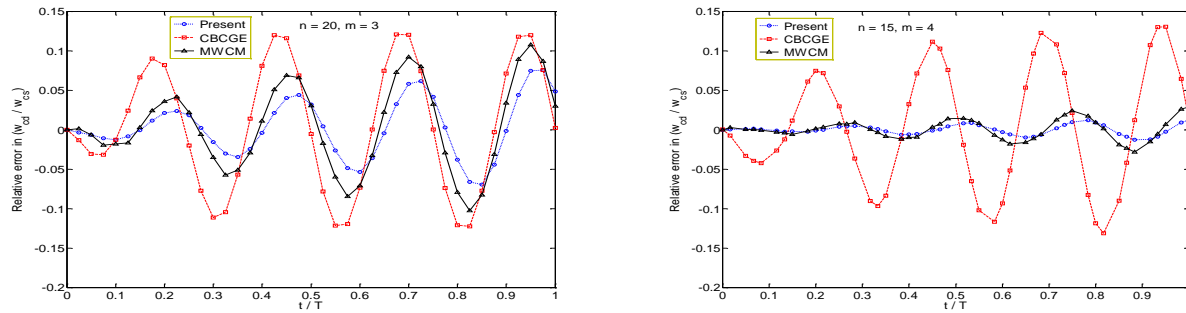 Present
CBCGE
MWCM
n = 20, m = 3
0.15
0.1
0.05
0
-0.05
-0.1
-0.15
-0.2
Relative error in (w_cd / w_cs)
0 0.1 0.2 0.3 0.4 0.5 0.6 0.7 0.8 0.9 1
t / T
Present
CBCGE
MWCM
n = 15, m = 4
0.15
0.1
0.05
0
-0.05
-0.1
-0.15
-0.2
Relative error in (w_cd / w_cs)
0 0.1 0.2 0.3 0.4 0.5 0.6 0.7 0.8 0.9
t / T